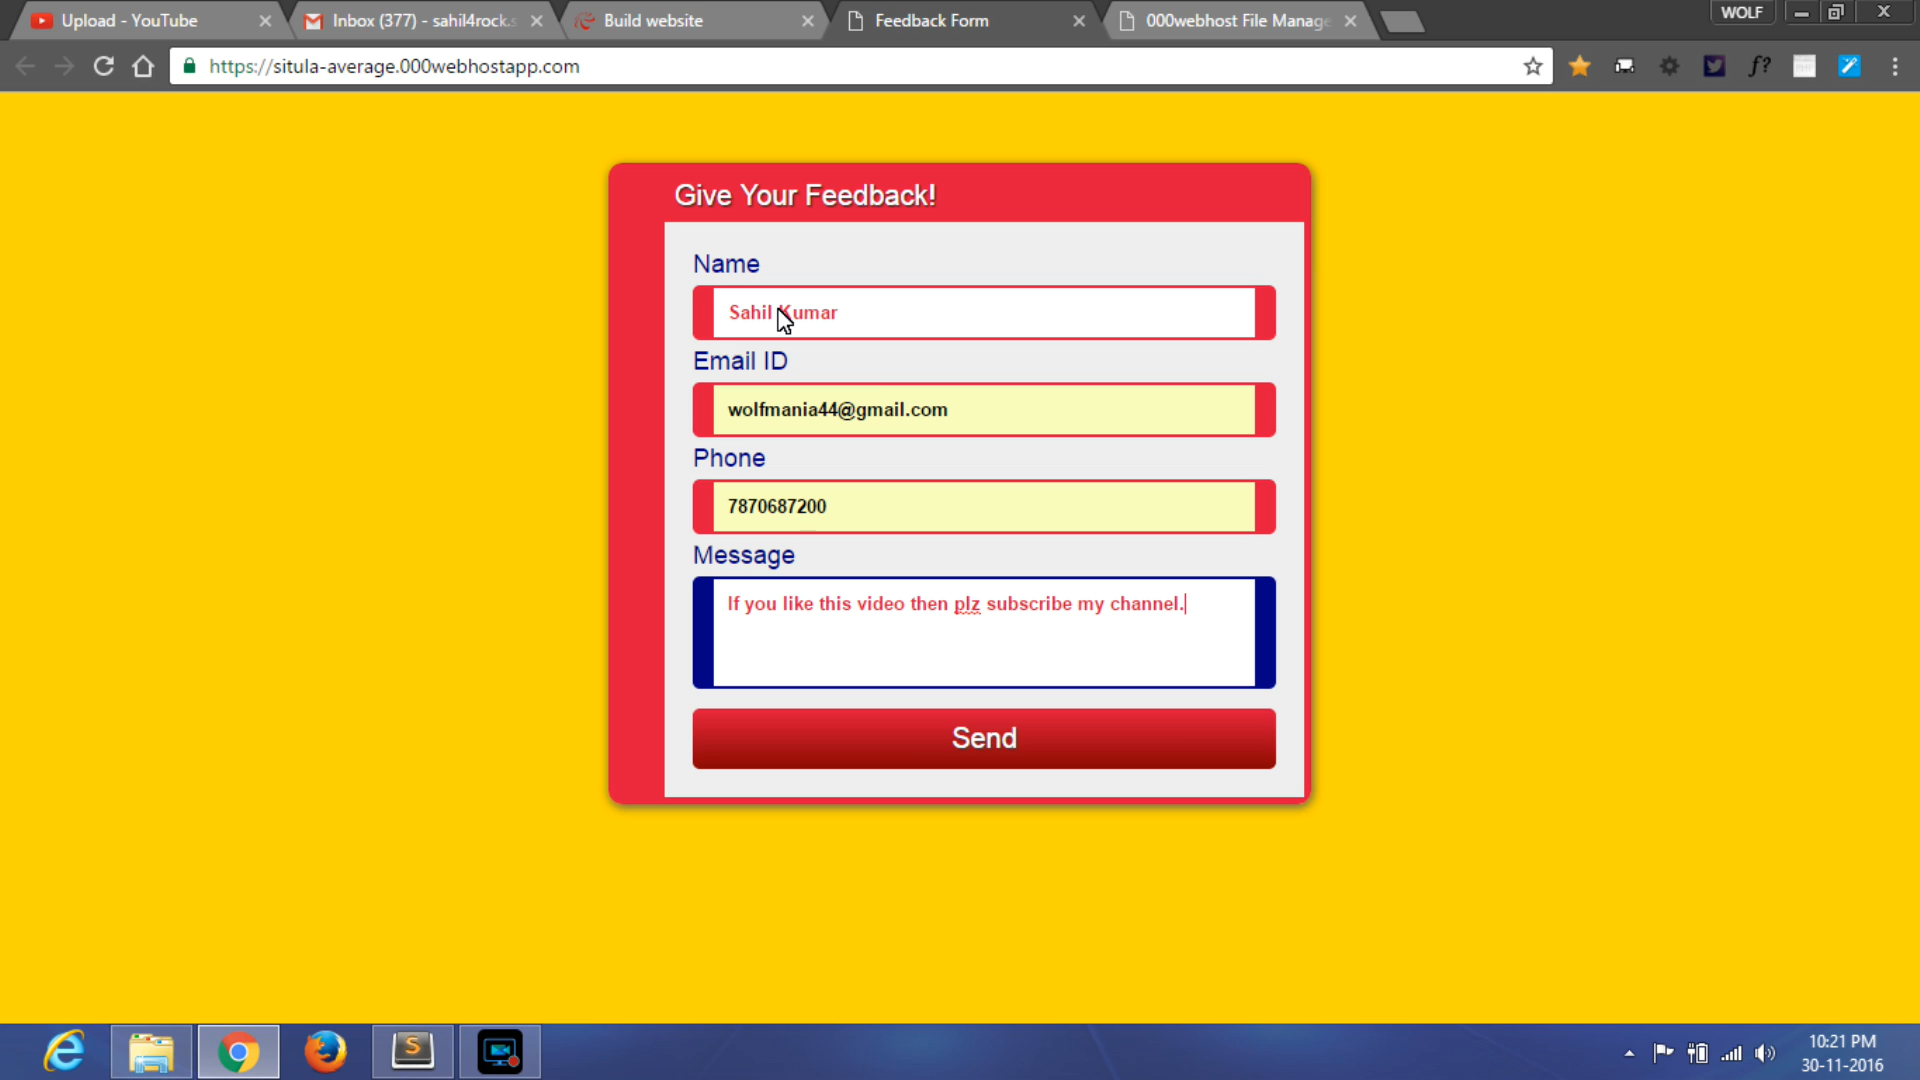 Upload - YouTube
Inbox (377) - sahil4rock.s
Build website
Feedback Form
000webhost File Manage
WOLF
https://situla-average.000webhostapp.com
f?
Give Your Feedback!
Name
Sahil Kumar
Email ID
wolfmania44@gmail.com
Phone
7870687200
Message
If you like this video then plz subscribe my channel.
Send
S
10:21 PM
30-11-2016